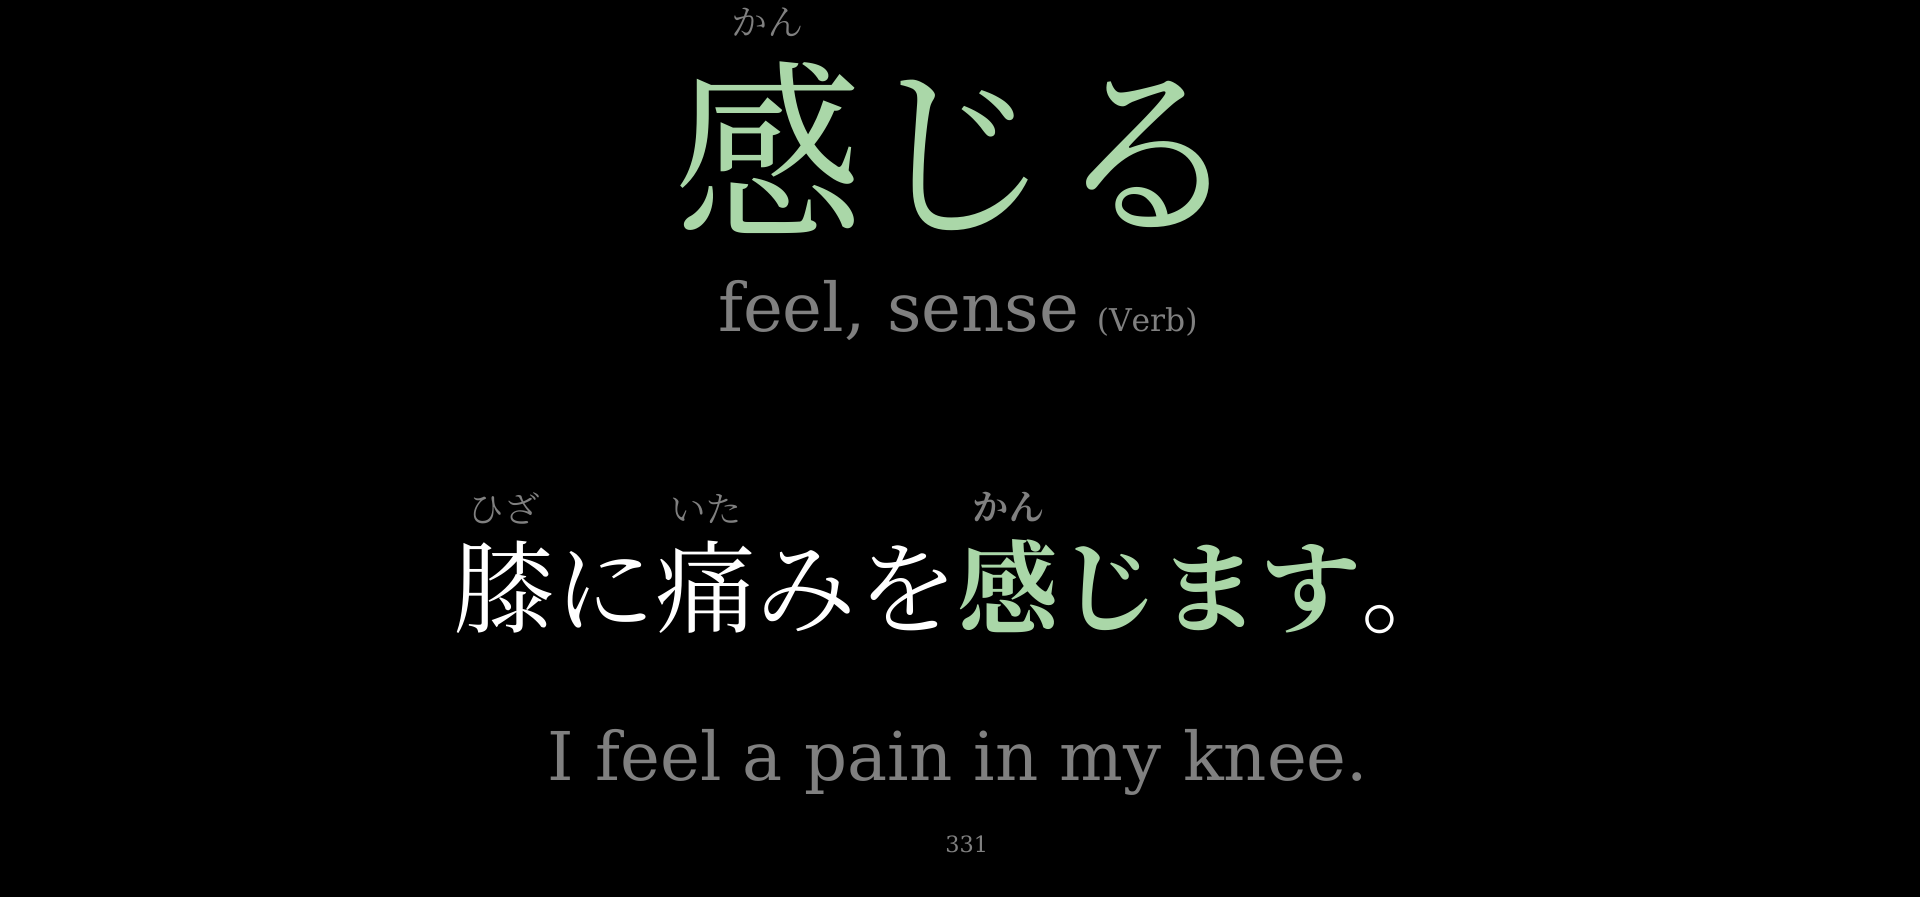 かん
感じる
feel, sense (Verb)
ひざ いた かん
膝に痛みを感じます。
I feel a pain in my knee.
331